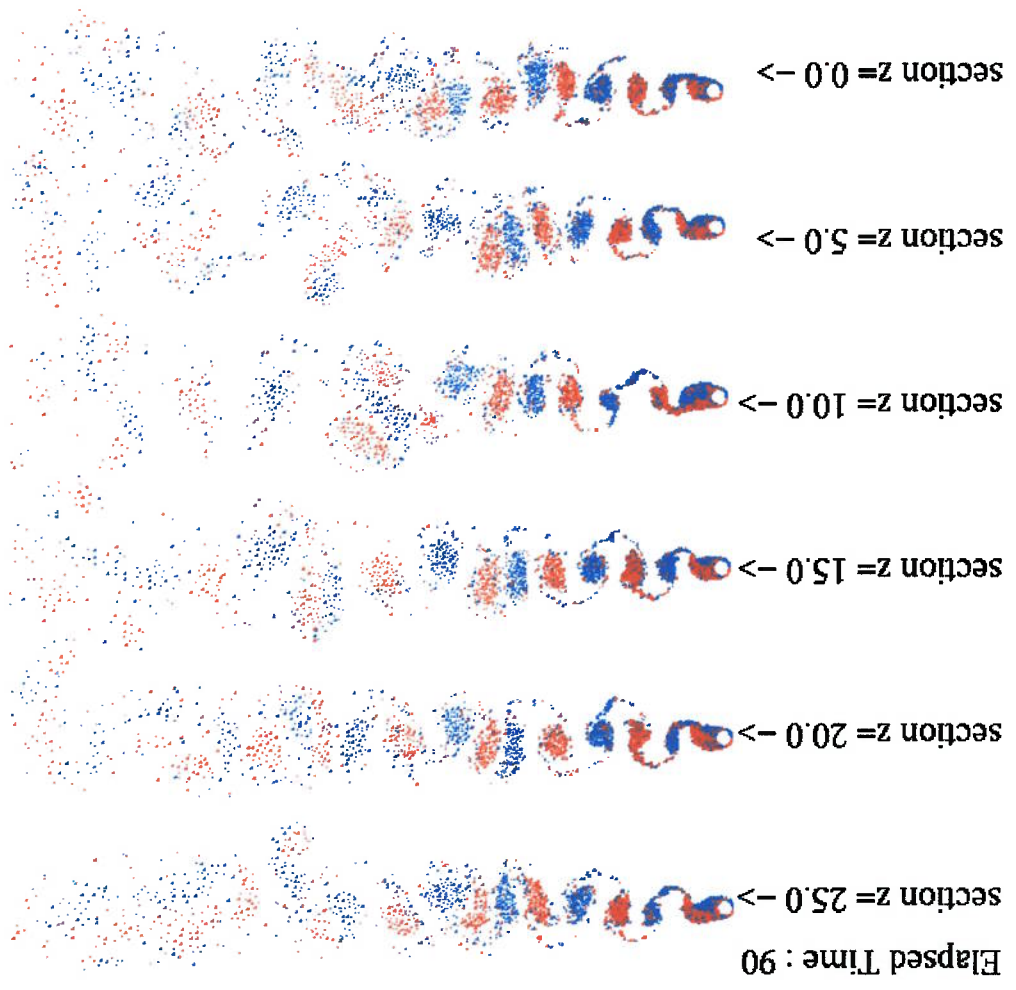 Elapsed Time : 90
section z= 25.0 ->
section z= 20.0 ->
section z= 15.0 ->
section z= 10.0 ->
section z= 5.0 ->
section z= 0.0 ->